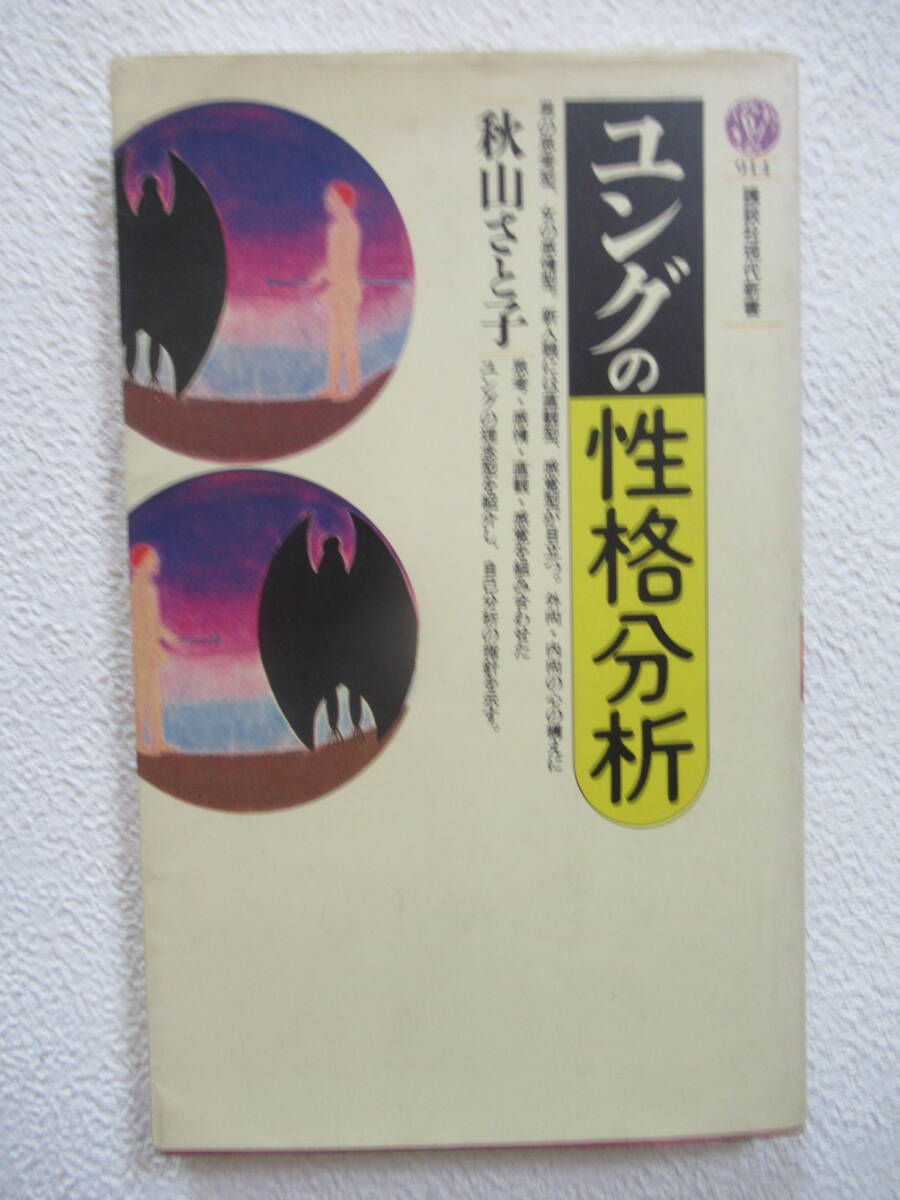 914
講談社現代新書
ユングの性格分析
男の思考型、女の感情型、新人類には直観型、感覚型が目立つ。外向・内向の心の構えに
思考・感情・直観・感覚を組み合わせた
ユングの理念型を紹介し、自己分析の指針を示す。
秋山さと子